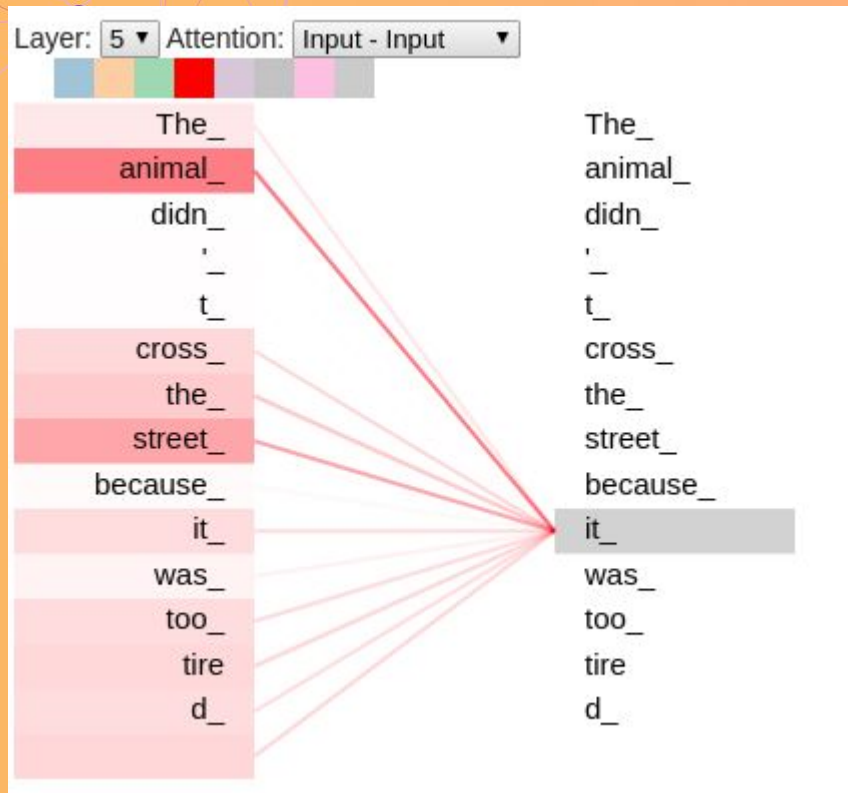 Layer: 5 Attention: Input - Input
The_ The_
animal_ animal_
didn_ didn_
'_ '_
t_ t_
cross_ cross_
the_ the_
street_ street_
because_ because_
it_ it_
was_ was_
too_ too_
tire tire
d_ d_